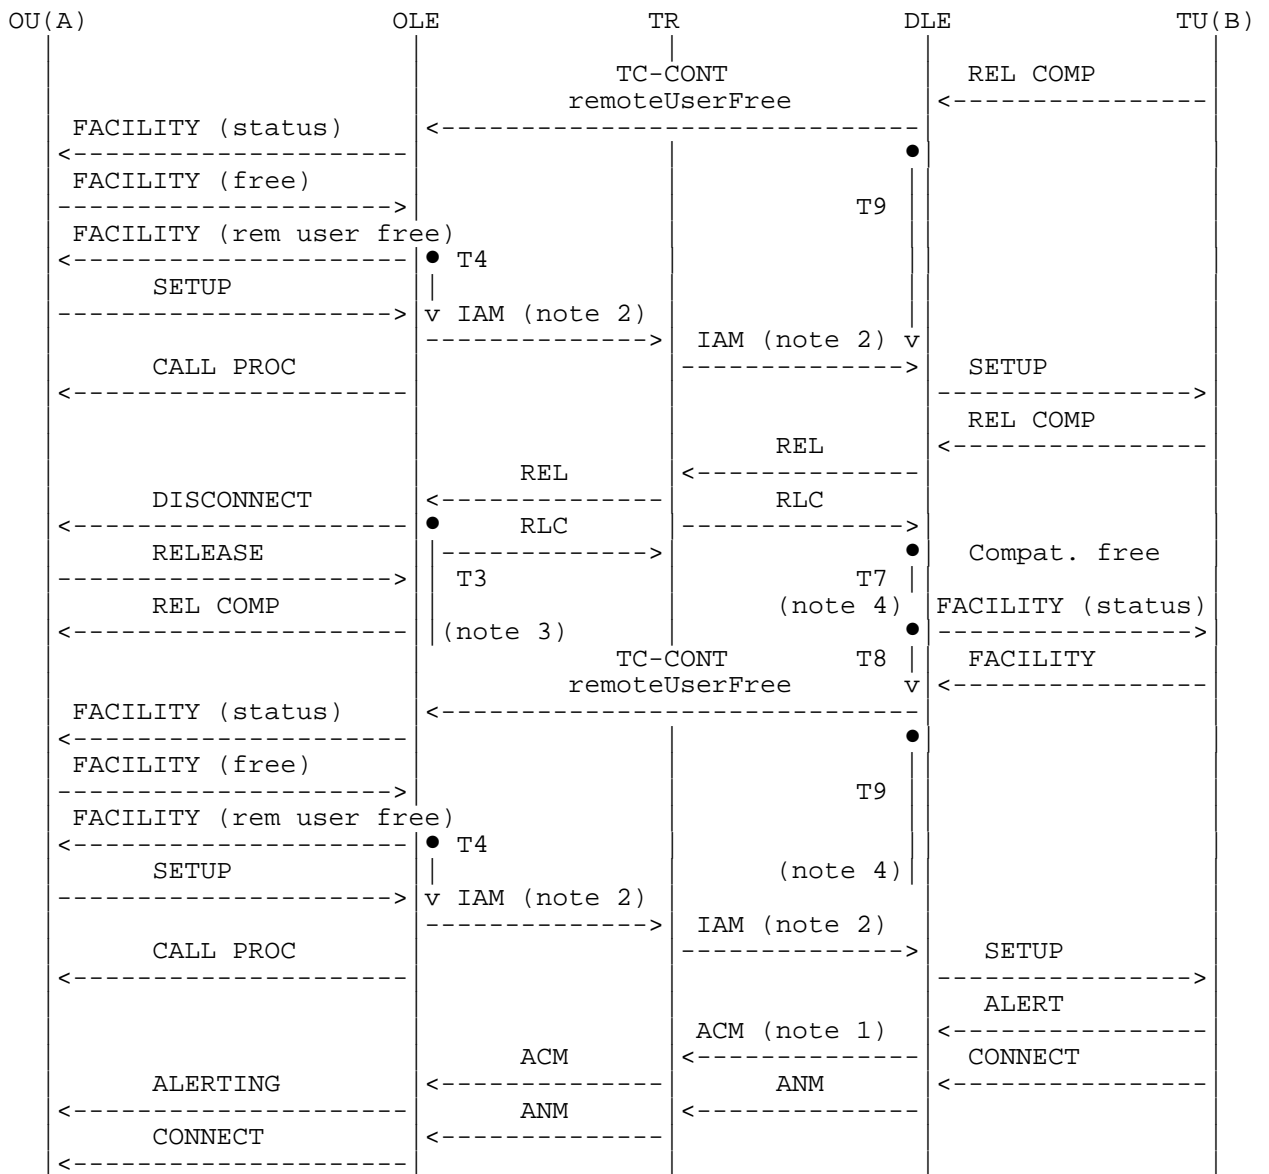 OU(A) OLE TR DLE TU(B)
TC-CONT REL COMP
remoteUserFree
FACILITY (status)
FACILITY (free)
T9
FACILITY (rem user free)
T4
SETUP
IAM (note 2)
IAM (note 2)
CALL PROC SETUP
REL COMP
REL
REL
DISCONNECT RLC
RLC
RELEASE Compat. free
T3 T7
REL COMP (note 4) FACILITY (status)
(note 3)
TC-CONT T8 FACILITY
remoteUserFree
FACILITY (status)
FACILITY (free)
T9
FACILITY (rem user free)
T4
SETUP (note 4)
IAM (note 2)
IAM (note 2)
CALL PROC SETUP
ALERT
ACM (note 1)
ACM CONNECT
ALERTING ANM
ANM
CONNECT